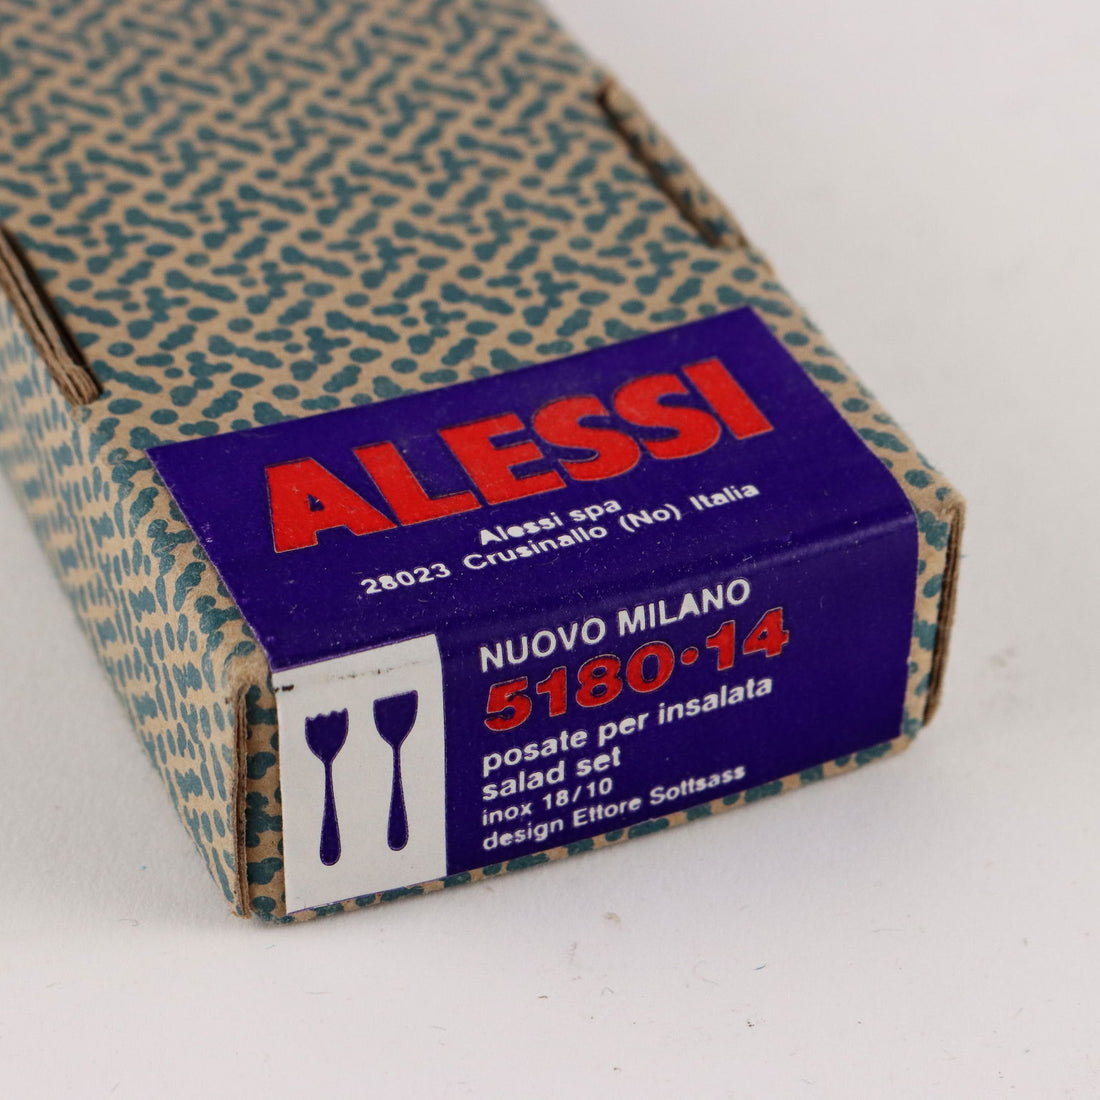 ALESSI
Alessi spa
28023 Crusinallo (No) Italia
NUOVO MILANO
5180·14
posate per insalata
salad set
inox 18/10
design Ettore Sottsass